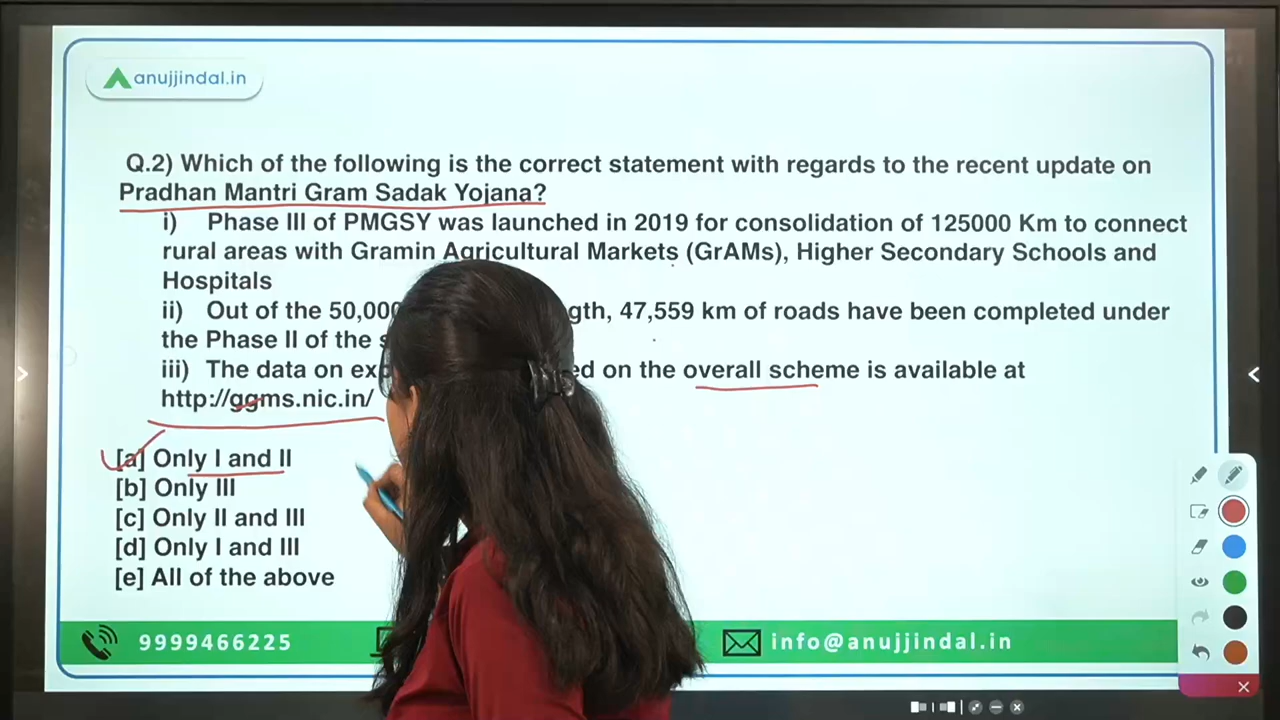 anujjindal.in
Q.2) Which of the following is the correct statement with regards to the recent update on
Pradhan Mantri Gram Sadak Yojana?
i) Phase III of PMGSY was launched in 2019 for consolidation of 125000 Km to connect
rural areas with Gramin Agricultural Markets (GrAMs), Higher Secondary Schools and
Hospitals
ii) Out of the 50,000 47,559 km of roads have been completed under
the Phase II of the
iii) The data on on the overall scheme is available at
http://ggms.nic.in/
[a] Only I and II
[b] Only III
[c] Only II and III
[d] Only I and III
[e] All of the above
9999466225 info@anujjindal.in